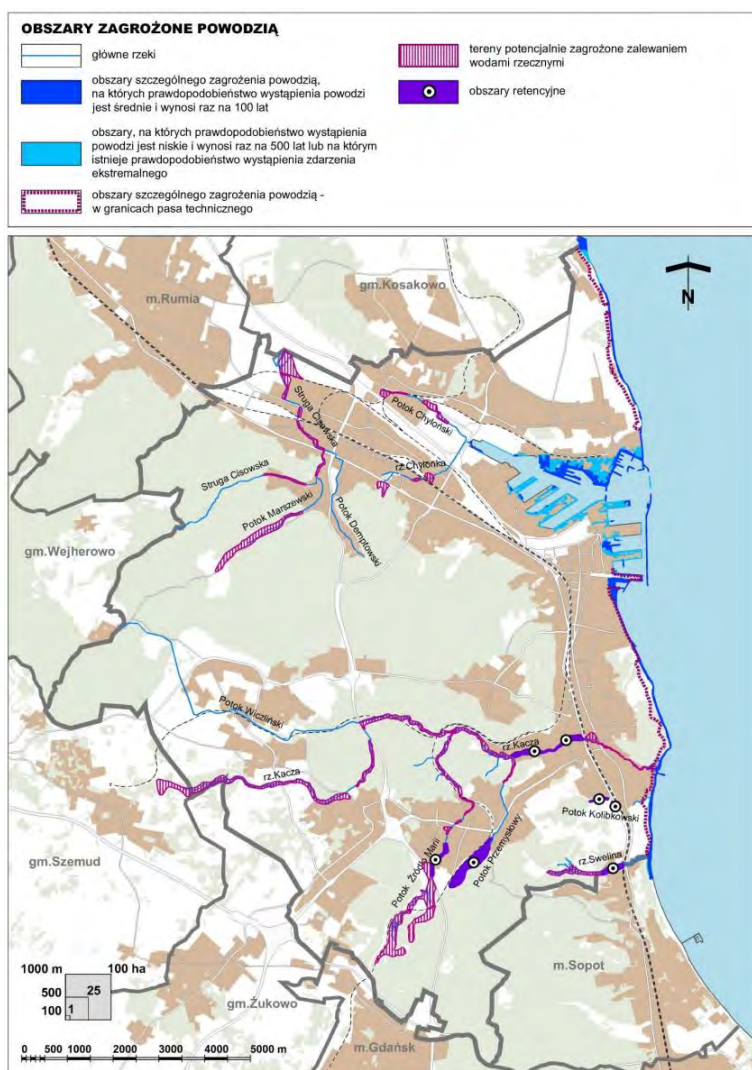 OBSZARY ZAGROŻONE POWODZIĄ
główne rzeki
obszary szczególnego zagrożenia powodzią,
na których prawdopodobieństwo wystąpienia powodzi
jest średnie i wynosi raz na 100 lat
obszary, na których prawdopodobieństwo wystąpienia
powodzi jest niskie i wynosi raz na 500 lat lub na którym
istnieje prawdopodobieństwo wystąpienia zdarzenia
ekstremalnego
obszary szczególnego zagrożenia powodzią -
w granicach pasa technicznego
tereny potencjalnie zagrożone zalewaniem
wodami rzecznymi
obszary retencyjne
gm.Kosakowo
m.Rumia
N
Struga Cisowska
Potok Chyloński
rz.Chylonka
Struga Cisowska
Potok Marszewski
Potok Demptowski
gm.Wejherowo
Potok Wiczliński
rz.Kacza
rz.Kacza
Potok Kolibkowski
Potok Przemysłowy
Potok Źródło Marii
rz.Swelina
gm.Szemud
m.Sopot
gm.Żukowo
m.Gdańsk
1000 m
100 ha
500
25
100
1
0 500 1000 2000 3000 4000 5000 m